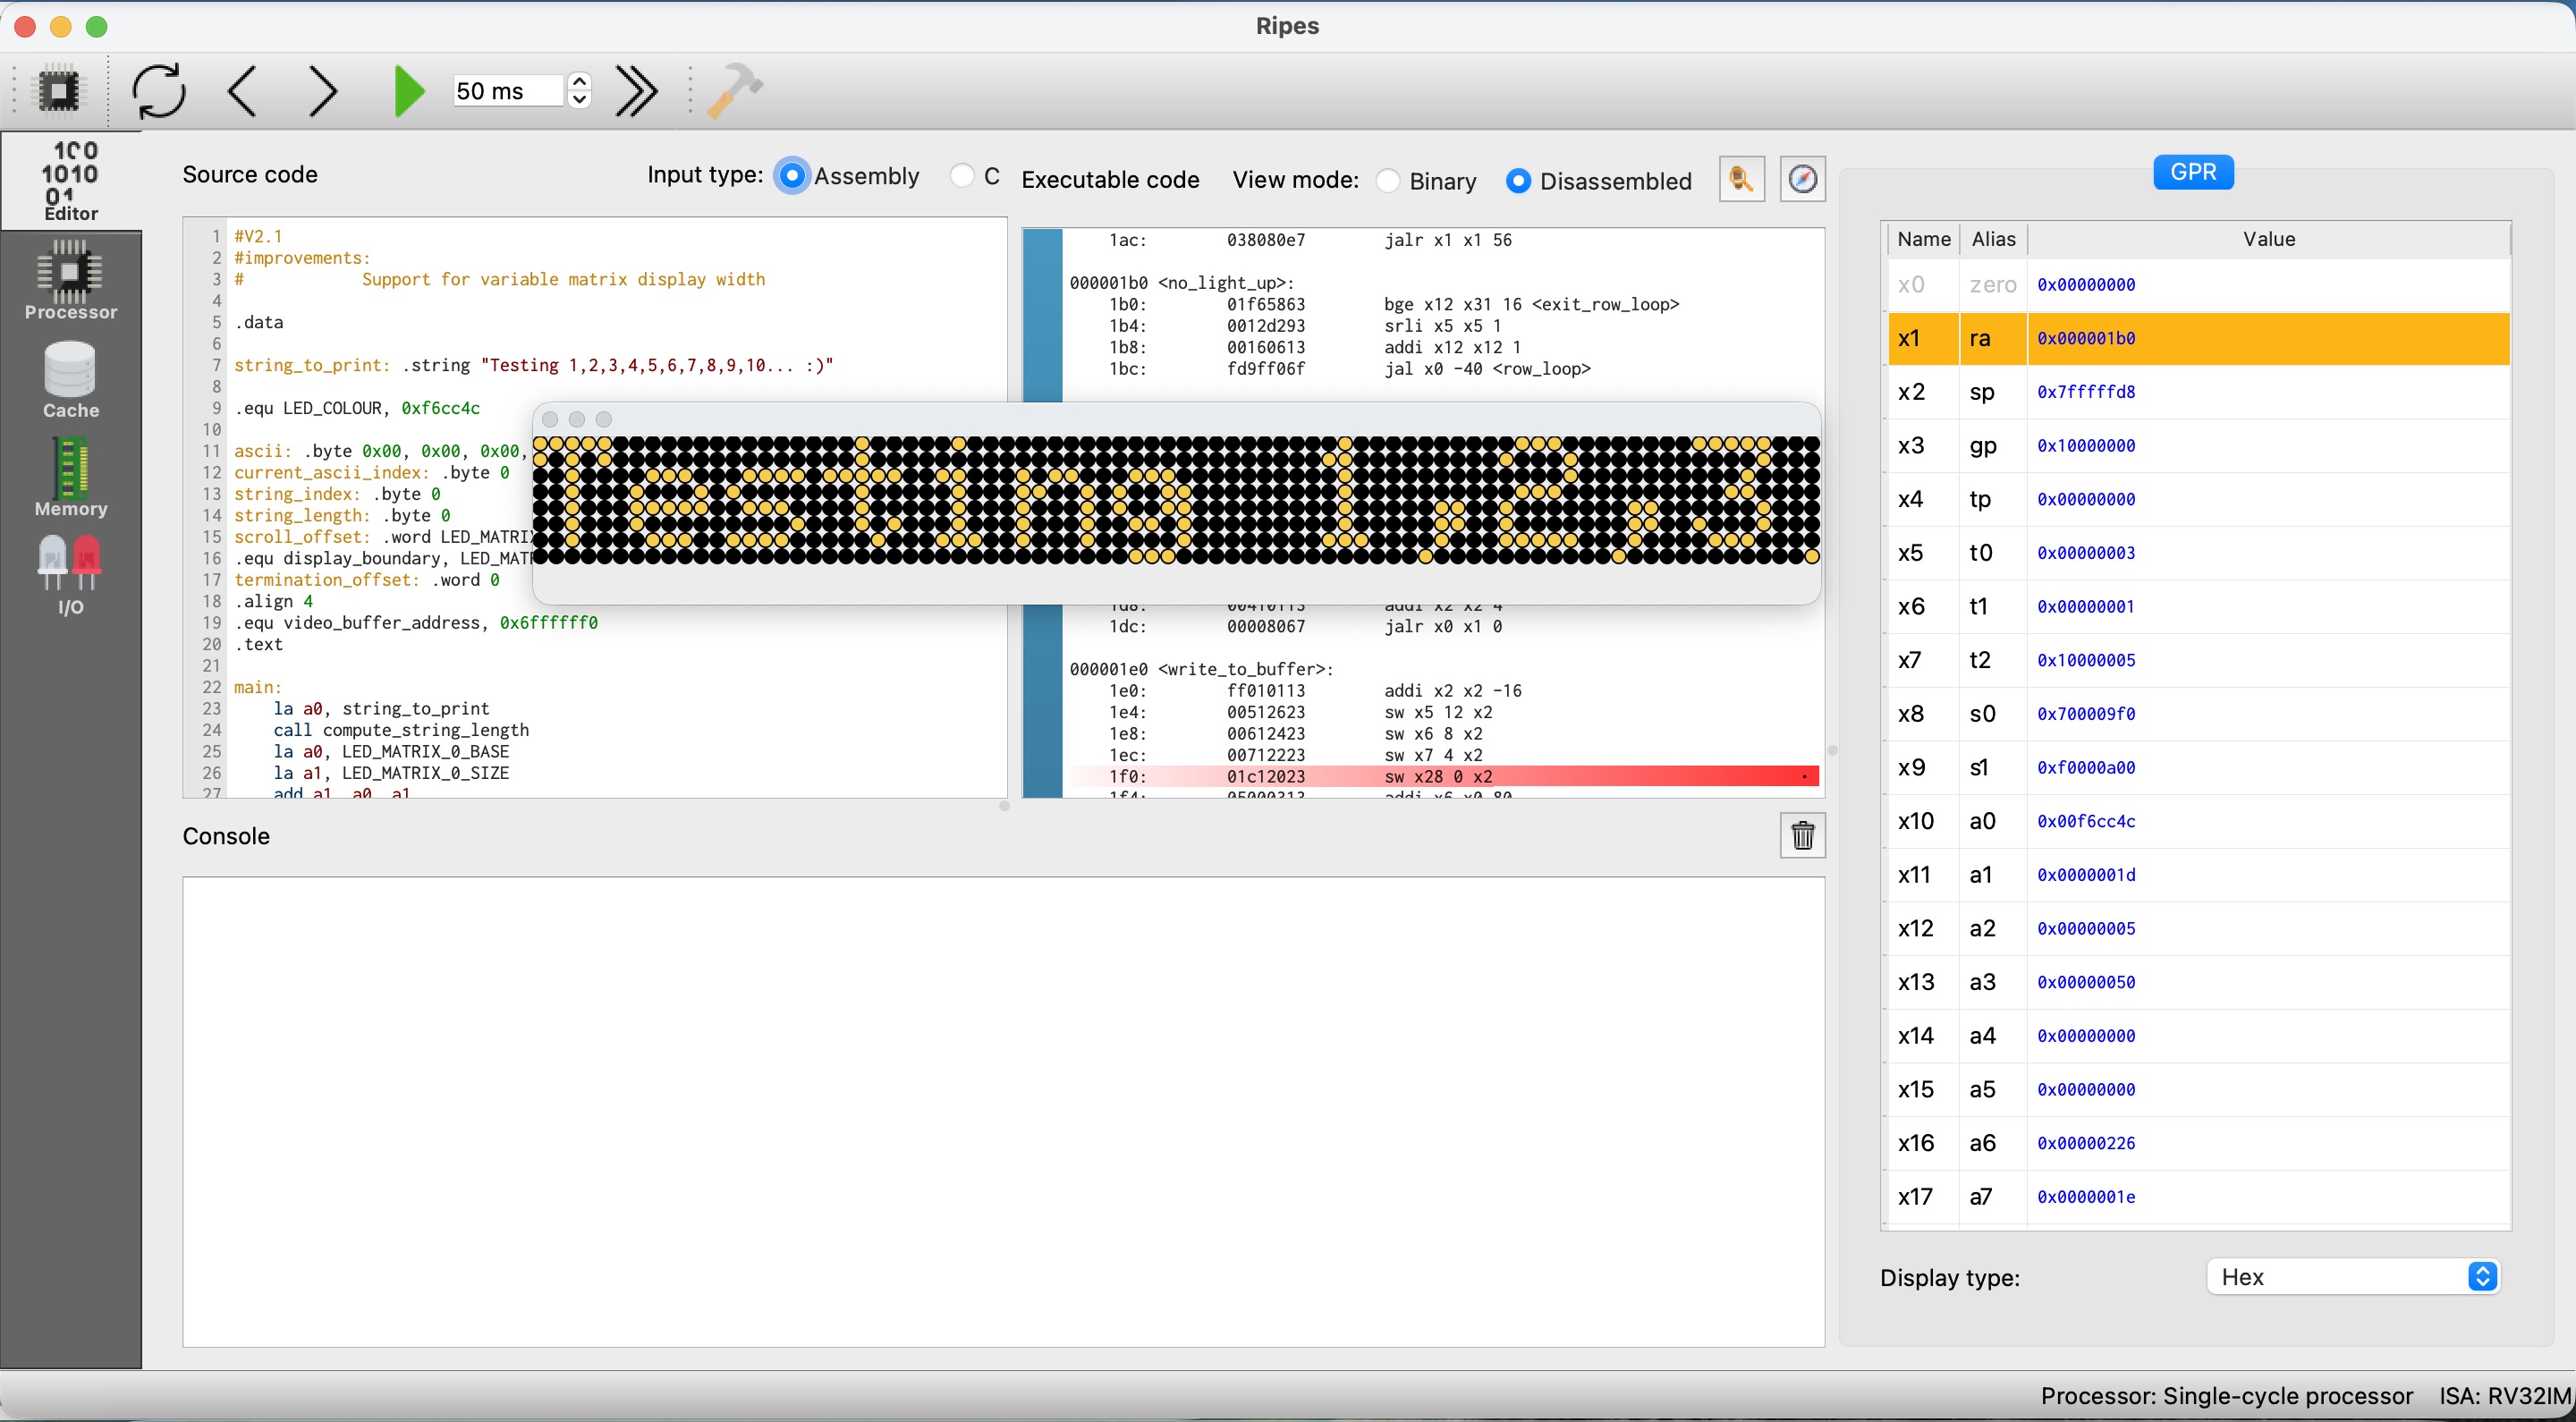 Ripes
50 ms
Editor
Processor
Cache
Memory
I/O
Source code
Input type:
Assembly
C
1 #V2.1
2 #improvements:
3 # Support for variable matrix display width
4
5 .data
6
7 string_to_print: .string "Testing 1,2,3,4,5,6,7,8,9,10... :)"
8
9 .equ LED_COLOUR, 0xf6cc4c
10
11 ascii: .byte 0x00, 0x00, 0x00,
12 current_ascii_index: .byte 0
13 string_index: .byte 0
14 string_length: .byte 0
15 scroll_offset: .word LED_MATRI
16 .equ display_boundary, LED_MAT
17 termination_offset: .word 0
18 .align 4
19 .equ video_buffer_address, 0x6ffffff0
20 .text
21
22 main:
23 la a0, string_to_print
24 call compute_string_length
25 la a0, LED_MATRIX_0_BASE
26 la a1, LED_MATRIX_0_SIZE
27 add a1 a0 a1
Executable code
View mode:
Binary
Disassembled
1ac: 038080e7 jalr x1 x1 56
000001b0 <no_light_up>:
1b0: 01f65863 bge x12 x31 16 <exit_row_loop>
1b4: 0012d293 srli x5 x5 1
1b8: 00160613 addi x12 x12 1
1bc: fd9ff06f jal x0 -40 <row_loop>
Testing 1,2,3
1d8: 00410113 addi x2 x2 4
1dc: 00008067 jalr x0 x1 0
000001e0 <write_to_buffer>:
1e0: ff010113 addi x2 x2 -16
1e4: 00512623 sw x5 12 x2
1e8: 00612423 sw x6 8 x2
1ec: 00712223 sw x7 4 x2
1f0: 01c12023 sw x28 0 x2
1f4: 05000313 addi x6 x0 80
Console
GPR
Name Alias Value
x0 zero 0x00000000
x1 ra 0x000001b0
x2 sp 0x7fffffd8
x3 gp 0x10000000
x4 tp 0x00000000
x5 t0 0x00000003
x6 t1 0x00000001
x7 t2 0x10000005
x8 s0 0x700009f0
x9 s1 0xf0000a00
x10 a0 0x00f6cc4c
x11 a1 0x0000001d
x12 a2 0x00000005
x13 a3 0x00000050
x14 a4 0x00000000
x15 a5 0x00000000
x16 a6 0x00000226
x17 a7 0x0000001e
Display type:
Hex
Processor: Single-cycle processor ISA: RV32IM